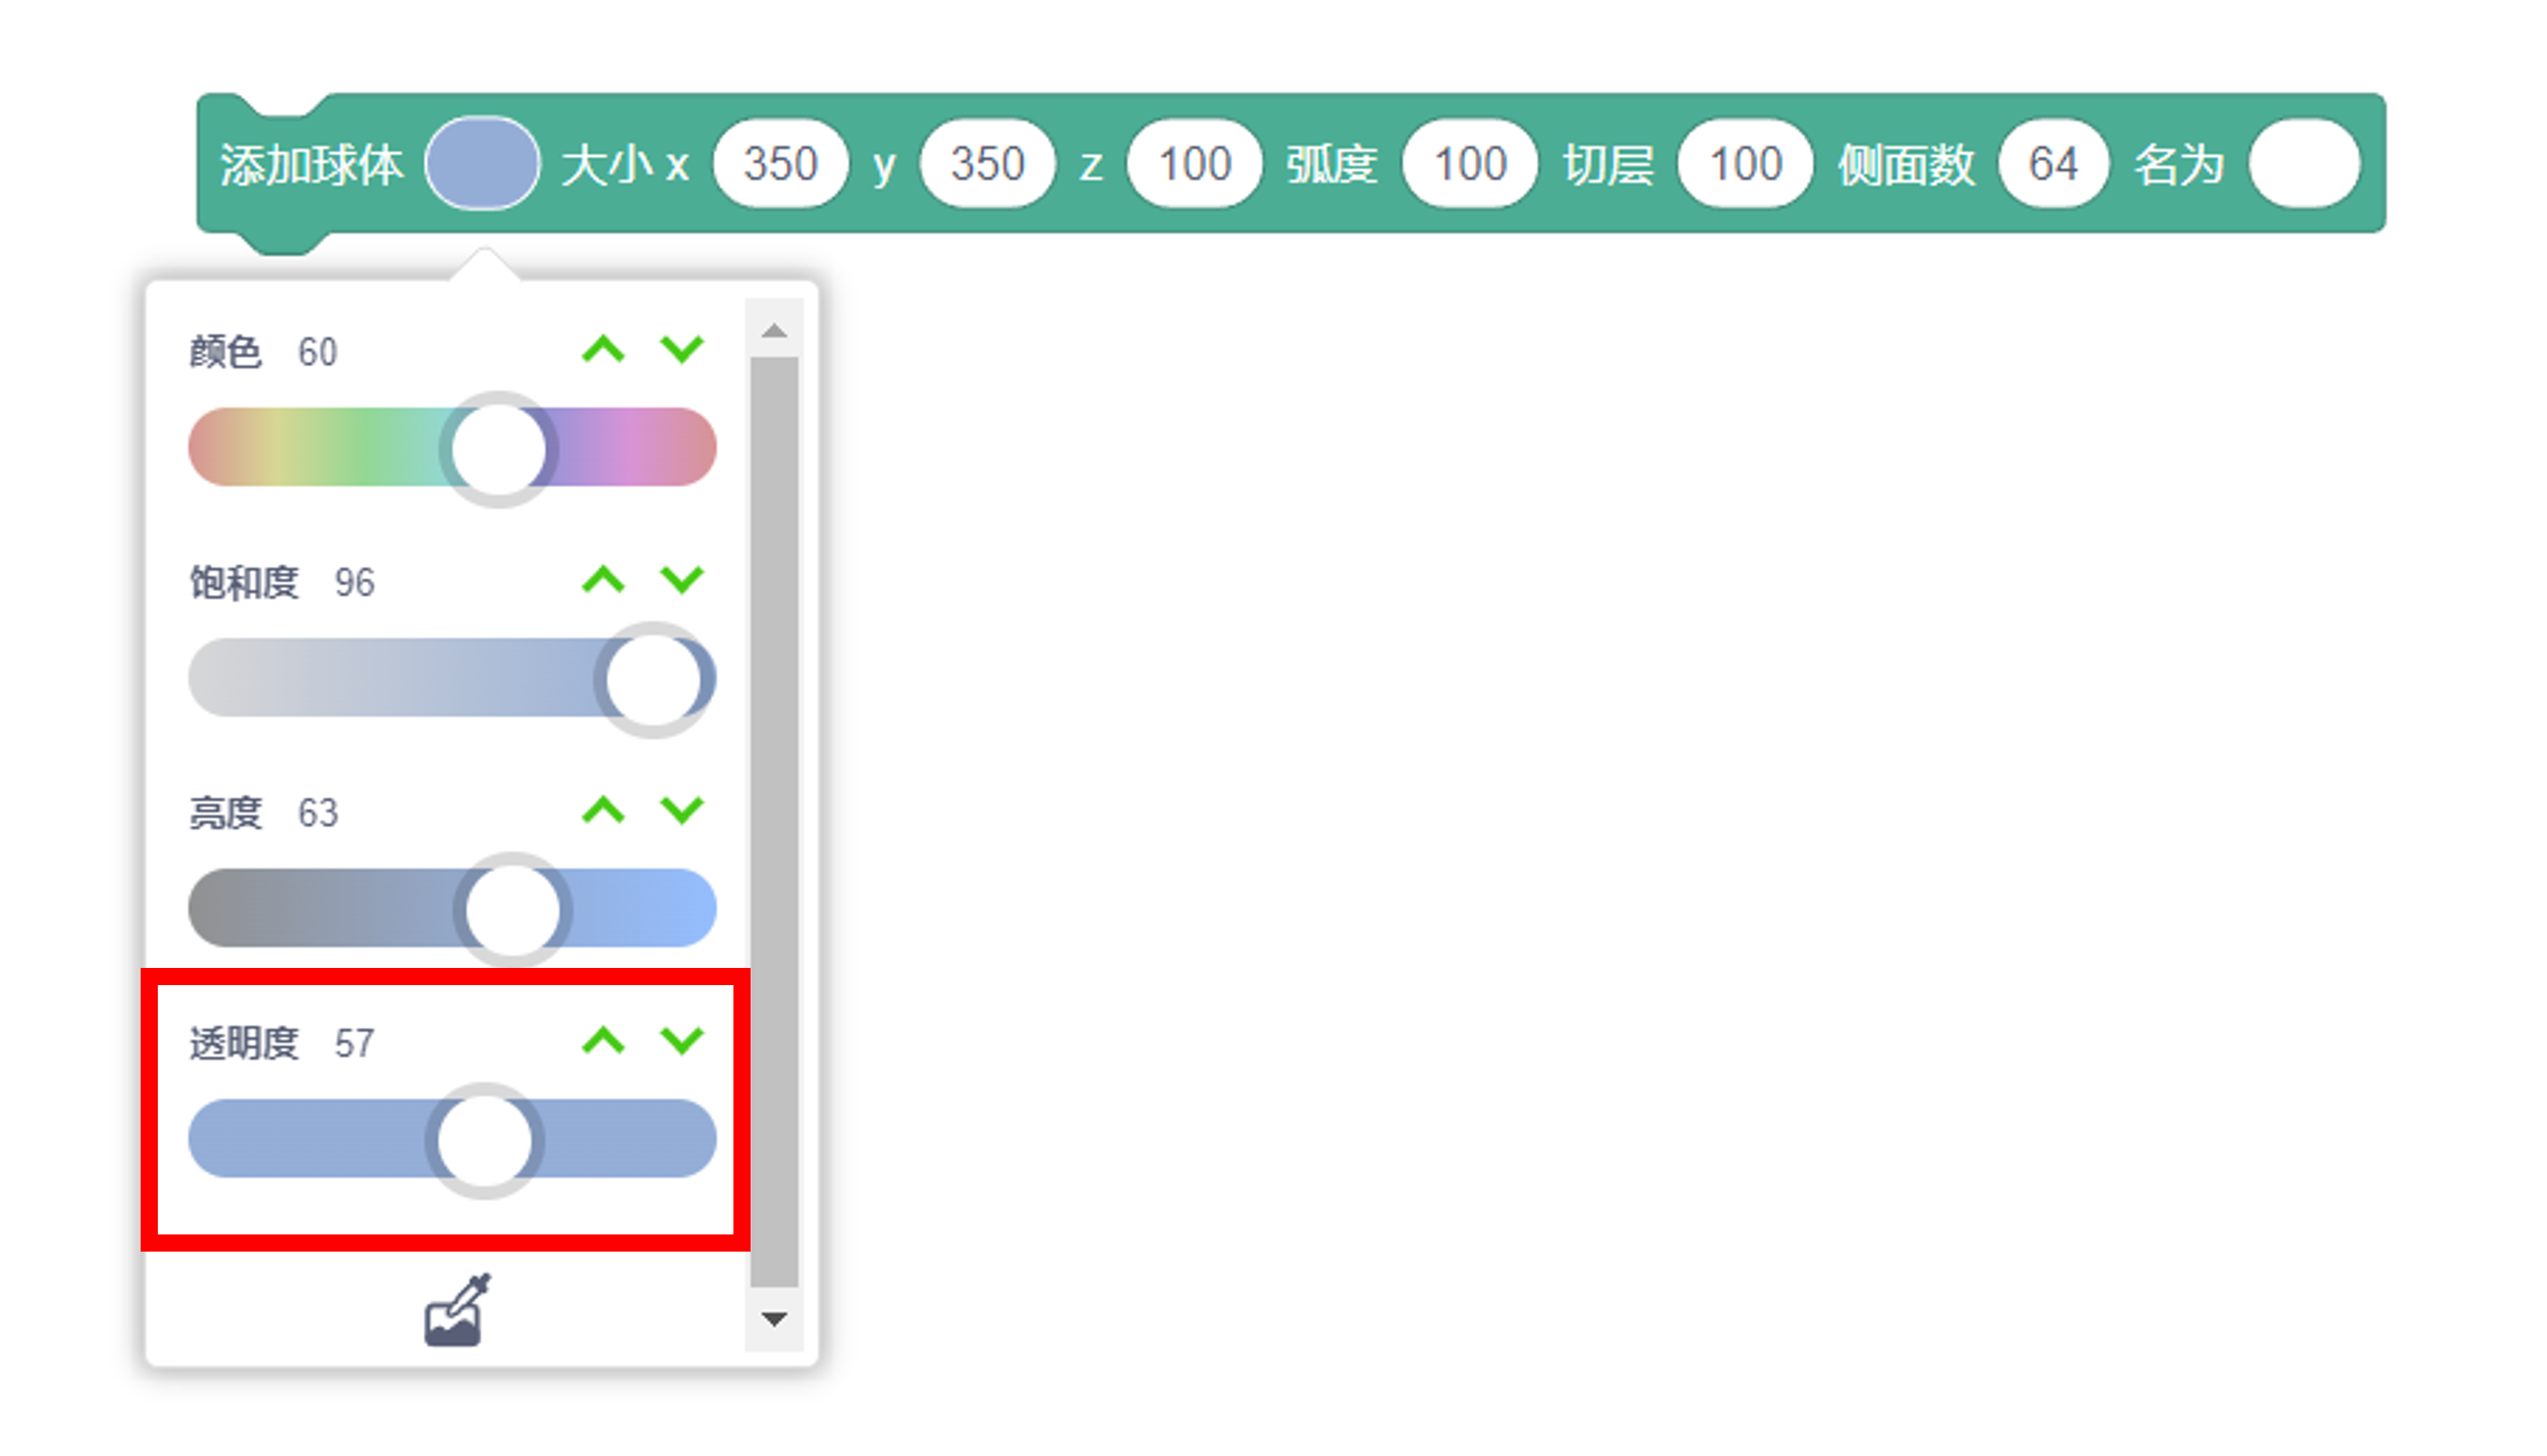 添加球体 大小 x 350 y 350 z 100 弧度 100 切层 100 侧面数 64 名为
颜色 60
饱和度 96
亮度 63
透明度 57